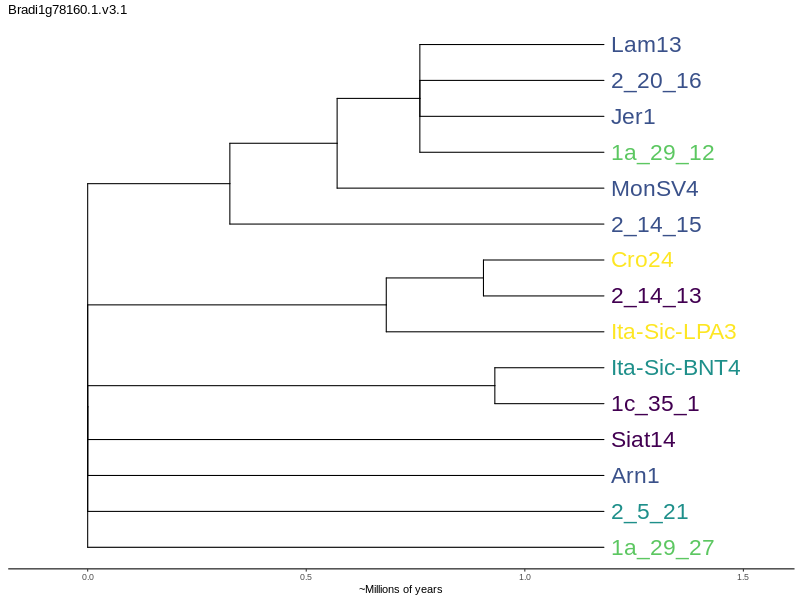 Bradi1g78160.1.v3.1
Lam13
2_20_16
Jer1
1a_29_12
MonSV4
2_14_15
Cro24
2_14_13
Ita-Sic-LPA3
Ita-Sic-BNT4
1c_35_1
Siat14
Arn1
2_5_21
1a_29_27
0.0 0.5 1.0 1.5
~Millions of years